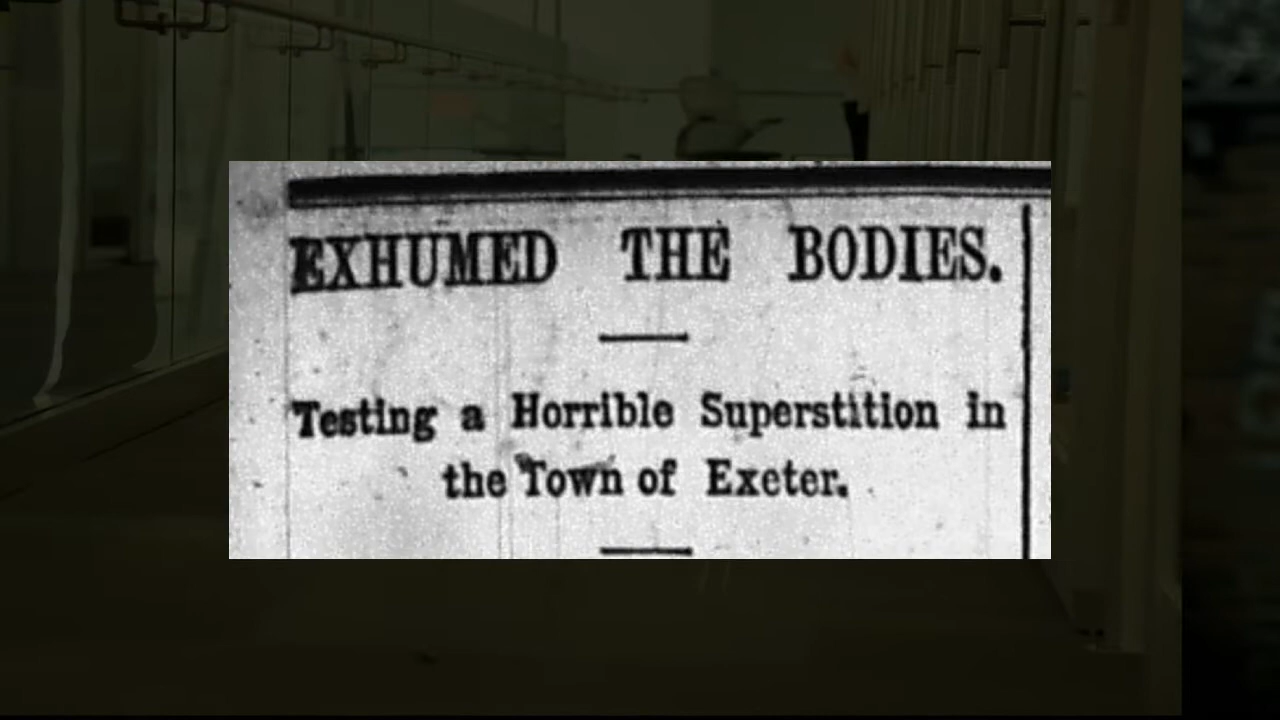 EXHUMED THE BODIES.
Testing a Horrible Superstition in
the Town of Exeter.